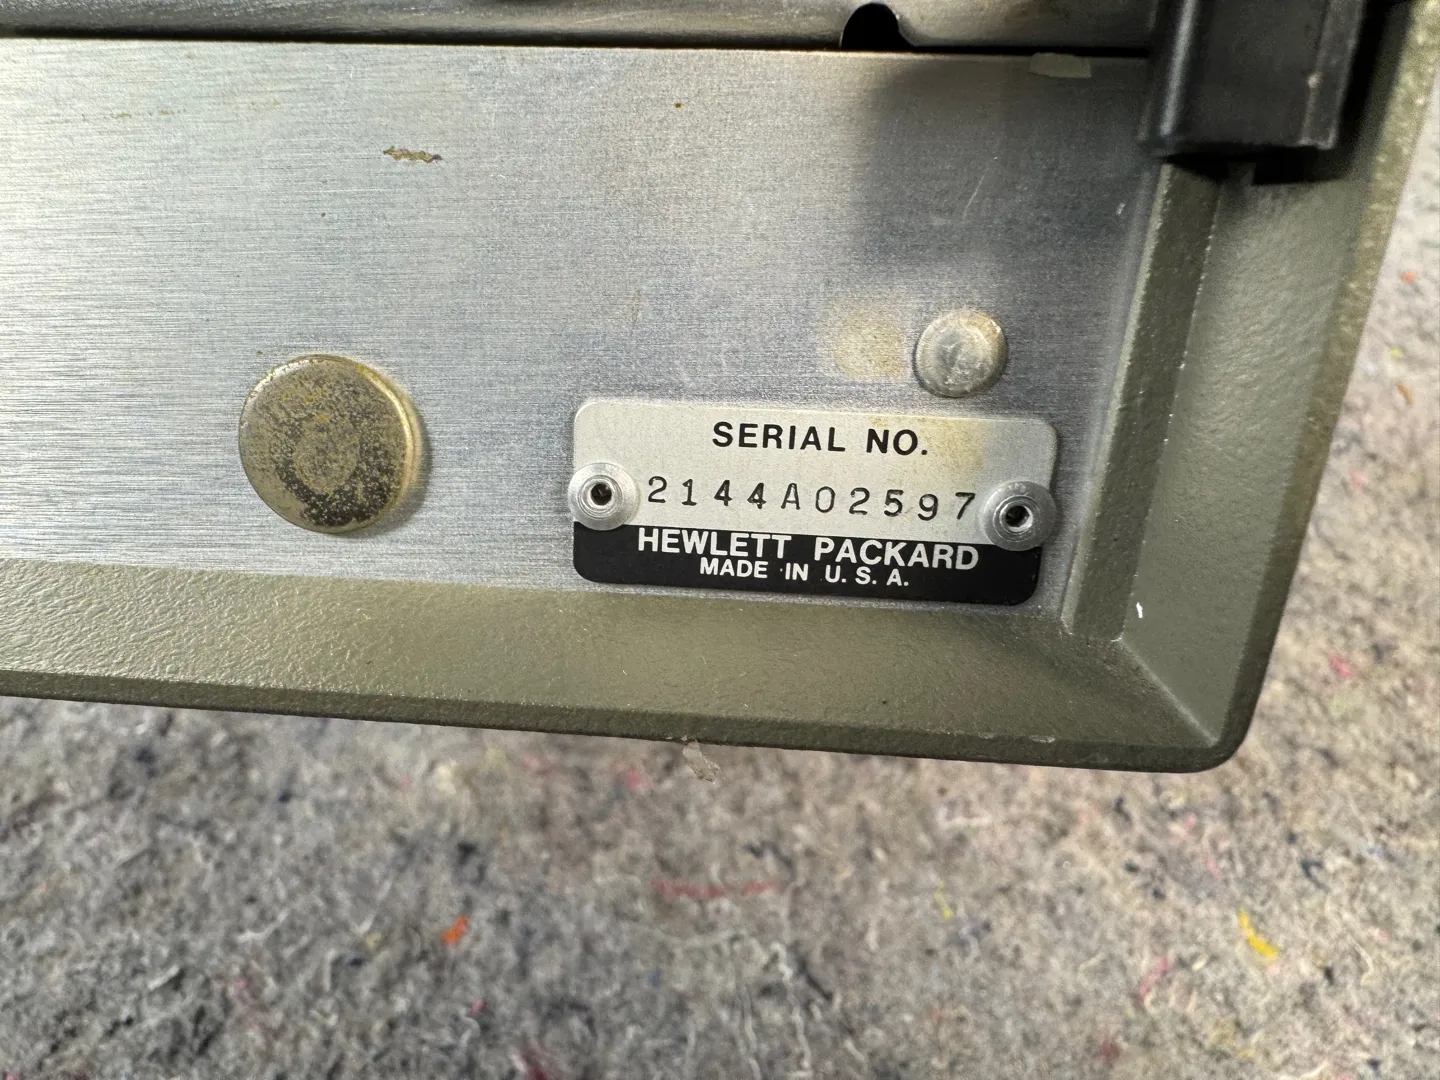 SERIAL NO.
2144A02597
HEWLETT PACKARD
MADE IN U.S.A.